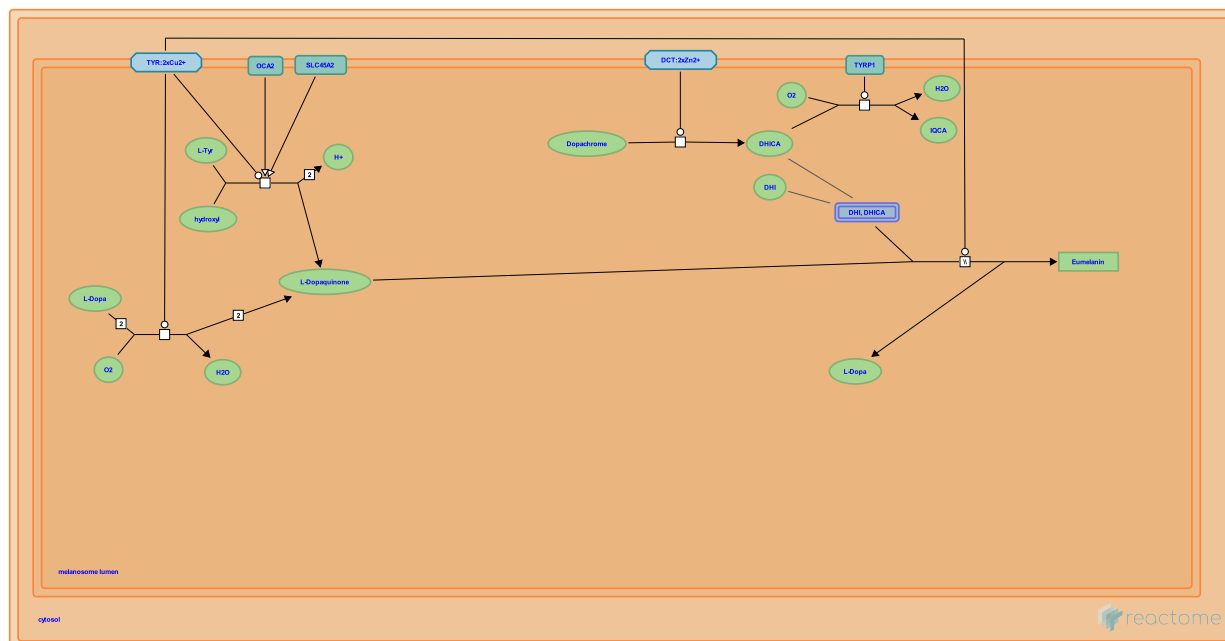 TYR:2xCu2+
OCA2
SLC45A2
DCT:2xZn2+
TYRP1
O2
H2O
IQCA
L-Tyr
H+
2
Dopachrome
DHICA
DHI
hydroxyl
DHI, DHICA
L-Dopaquinone
\\
Eumelanin
L-Dopa
2
2
O2
H2O
L-Dopa
melanosome lumen
cytosol
reactome